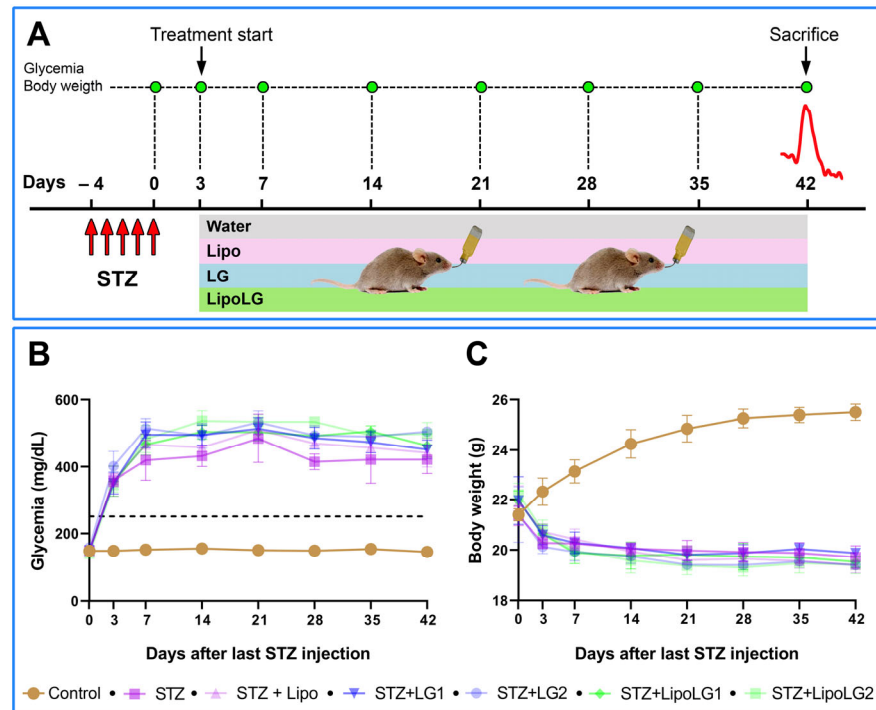 A
Treatment start
Sacrifice
Glycemia
Body weigth
Days – 4 0 3 7 14 21 28 35 42
STZ
Water
Lipo
LG
LipoLG
B
600
400
200
0
Glycemia (mg/dL)
0 3 7 14 21 28 35 42
Days after last STZ injection
C
26
24
22
20
18
Body weight (g)
0 3 7 14 21 28 35 42
Days after last STZ injection
Control • STZ • STZ + Lipo • STZ+LG1 • STZ+LG2 • STZ+LipoLG1 • STZ+LipoLG2